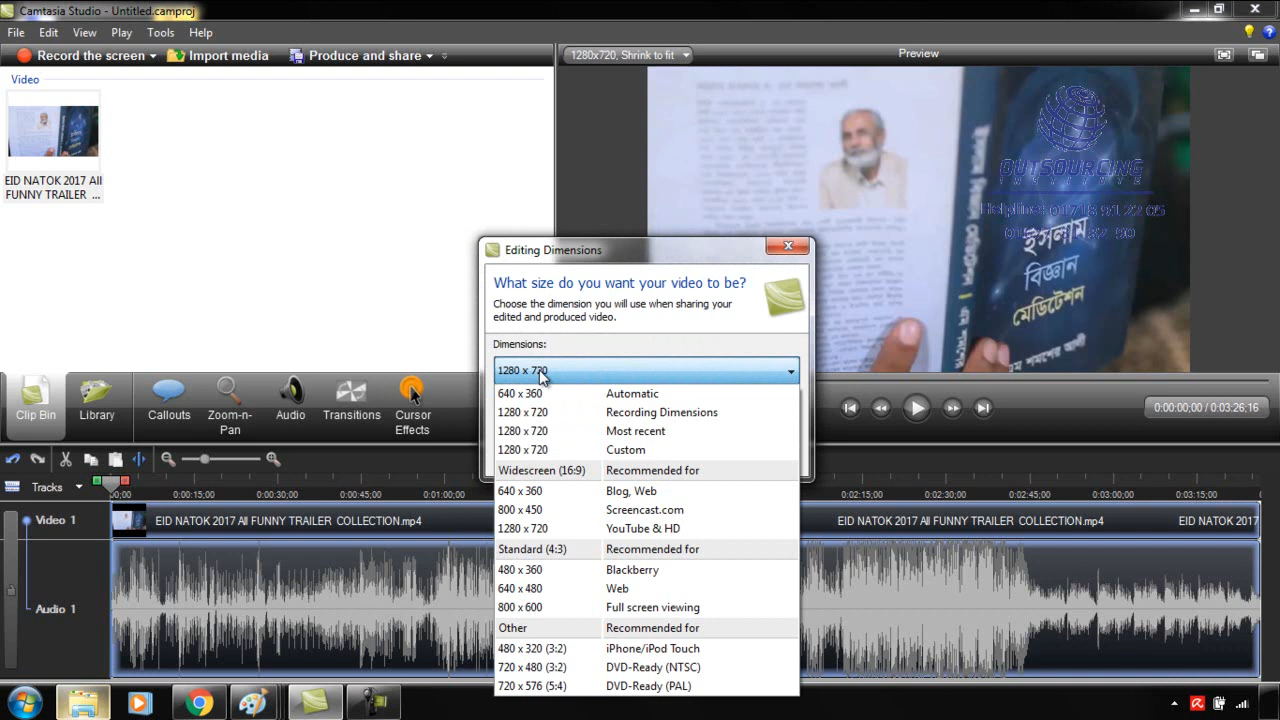 Camtasia Studio - Untitled.camproj
File Edit View Play Tools Help
Record the screen Import media Produce and share
1280x720, Shrink to fit
Preview
Video
EID NATOK 2017 All
FUNNY TRAILER ...
OUTSOURCING
INSTITUTE
Helpline:
ইসলাম
বিজ্ঞান
মেডিটেশন
Editing Dimensions
What size do you want your video to be?
Choose the dimension you will use when sharing your
edited and produced video.
Dimensions:
1280 x 720
640 x 360 Automatic
1280 x 720 Recording Dimensions
1280 x 720 Most recent
1280 x 720 Custom
Widescreen (16:9) Recommended for
640 x 360 Blog, Web
800 x 450 Screencast.com
1280 x 720 YouTube & HD
Standard (4:3) Recommended for
480 x 360 Blackberry
640 x 480 Web
800 x 600 Full screen viewing
Other Recommended for
480 x 320 (3:2) iPhone/iPod Touch
720 x 480 (3:2) DVD-Ready (NTSC)
720 x 576 (5:4) DVD-Ready (PAL)
Clip Bin Library Callouts Zoom-n-
Pan Audio Transitions Cursor
Effects
0:00:00;00 / 0:03:26;16
Tracks
00;00 0:00:15;00 0:00:30;00 0:00:45;00 0:01:00;00 0:02:15;00 0:02:30;00 0:02:45;00 0:03:00;00 0:03:15;00
Video 1 EID NATOK 2017 All FUNNY TRAILER COLLECTION.mp4 EID NATOK 2017 All FUNNY TRAILER COLLECTION.mp4 EID NATOK 2017
Audio 1